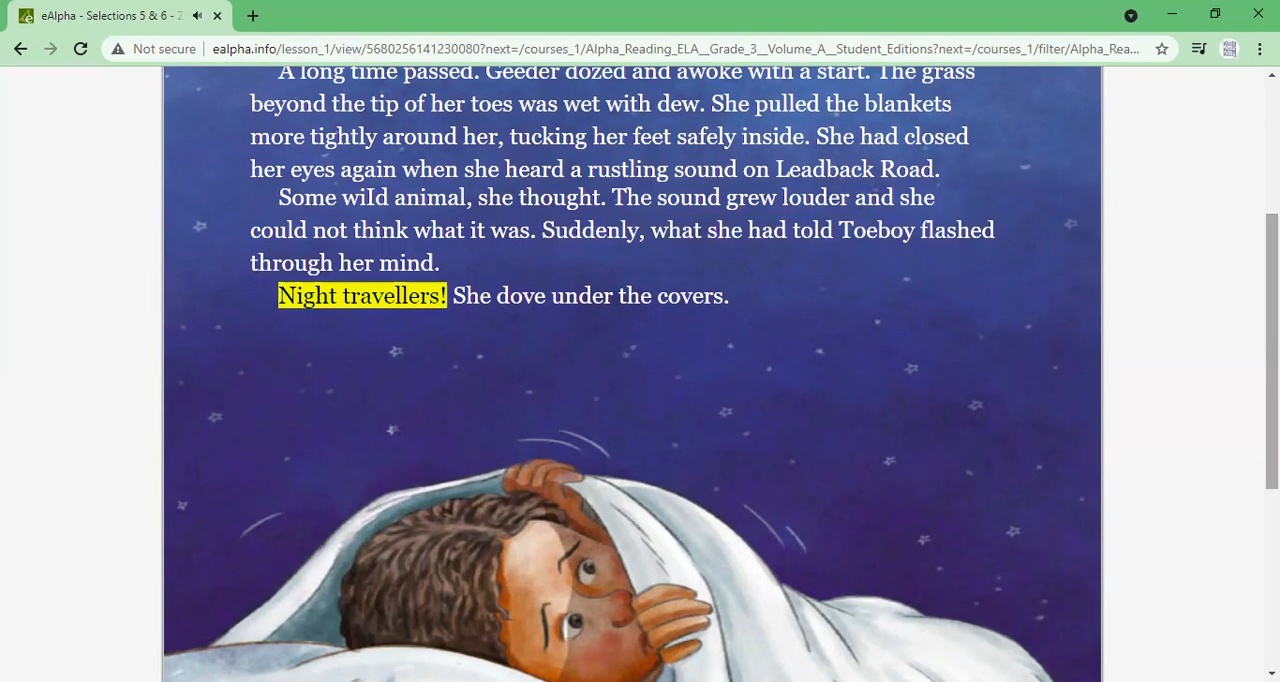 eAlpha - Selections 5 & 6 - Z
Not secure
ealpha.info/lesson_1/view/5680256141230080?next=/courses_1/Alpha_Reading_ELA__Grade_3__Volume_A__Student_Editions?next=/courses_1/filter/Alpha_Rea...
A long time passed. Geeder dozed and awoke with a start. The grass
beyond the tip of her toes was wet with dew. She pulled the blankets
more tightly around her, tucking her feet safely inside. She had closed
her eyes again when she heard a rustling sound on Leadback Road.
Some wiId animal, she thought. The sound grew louder and she
could not think what it was. Suddenly, what she had told Toeboy flashed
through her mind.
Night travellers! She dove under the covers.